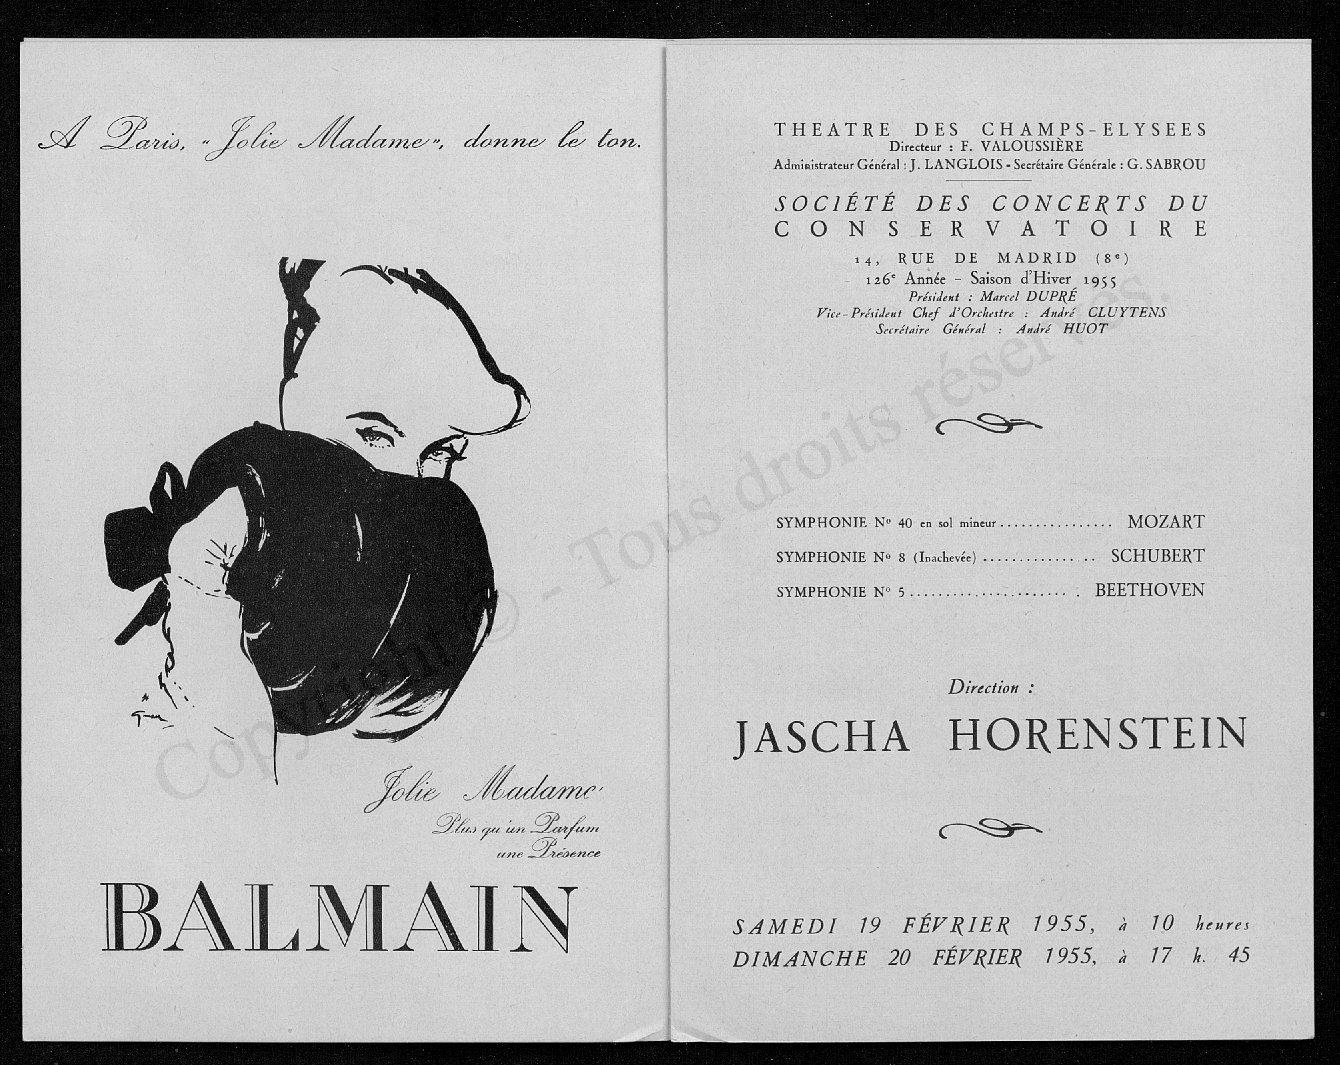 A Paris, "Jolie Madame", donne le ton.
Gruau
Jolie Madame
Plus qu'un Parfum
une Présence
BALMAIN
THEATRE DES CHAMPS-ELYSEES
Directeur : F. VALOUSSIÈRE
Administrateur Général : J. LANGLOIS - Secrétaire Générale : G. SABROU
SOCIÉTÉ DES CONCERTS DU
CONSERVATOIRE
14, RUE DE MADRID (8e)
126e Année - Saison d'Hiver 1955
Président : Marcel DUPRÉ
Vice-Président Chef d'Orchestre : André CLUYTENS
Secrétaire Général : André HUOT
SYMPHONIE No 40 en sol mineur ................ MOZART
SYMPHONIE No 8 (Inachevée) ............... SCHUBERT
SYMPHONIE No 5 ....................... BEETHOVEN
Direction :
JASCHA HORENSTEIN
SAMEDI 19 FÉVRIER 1955, à 10 heures
DIMANCHE 20 FÉVRIER 1955, à 17 h. 45
Copyright © - Tous droits réservés.